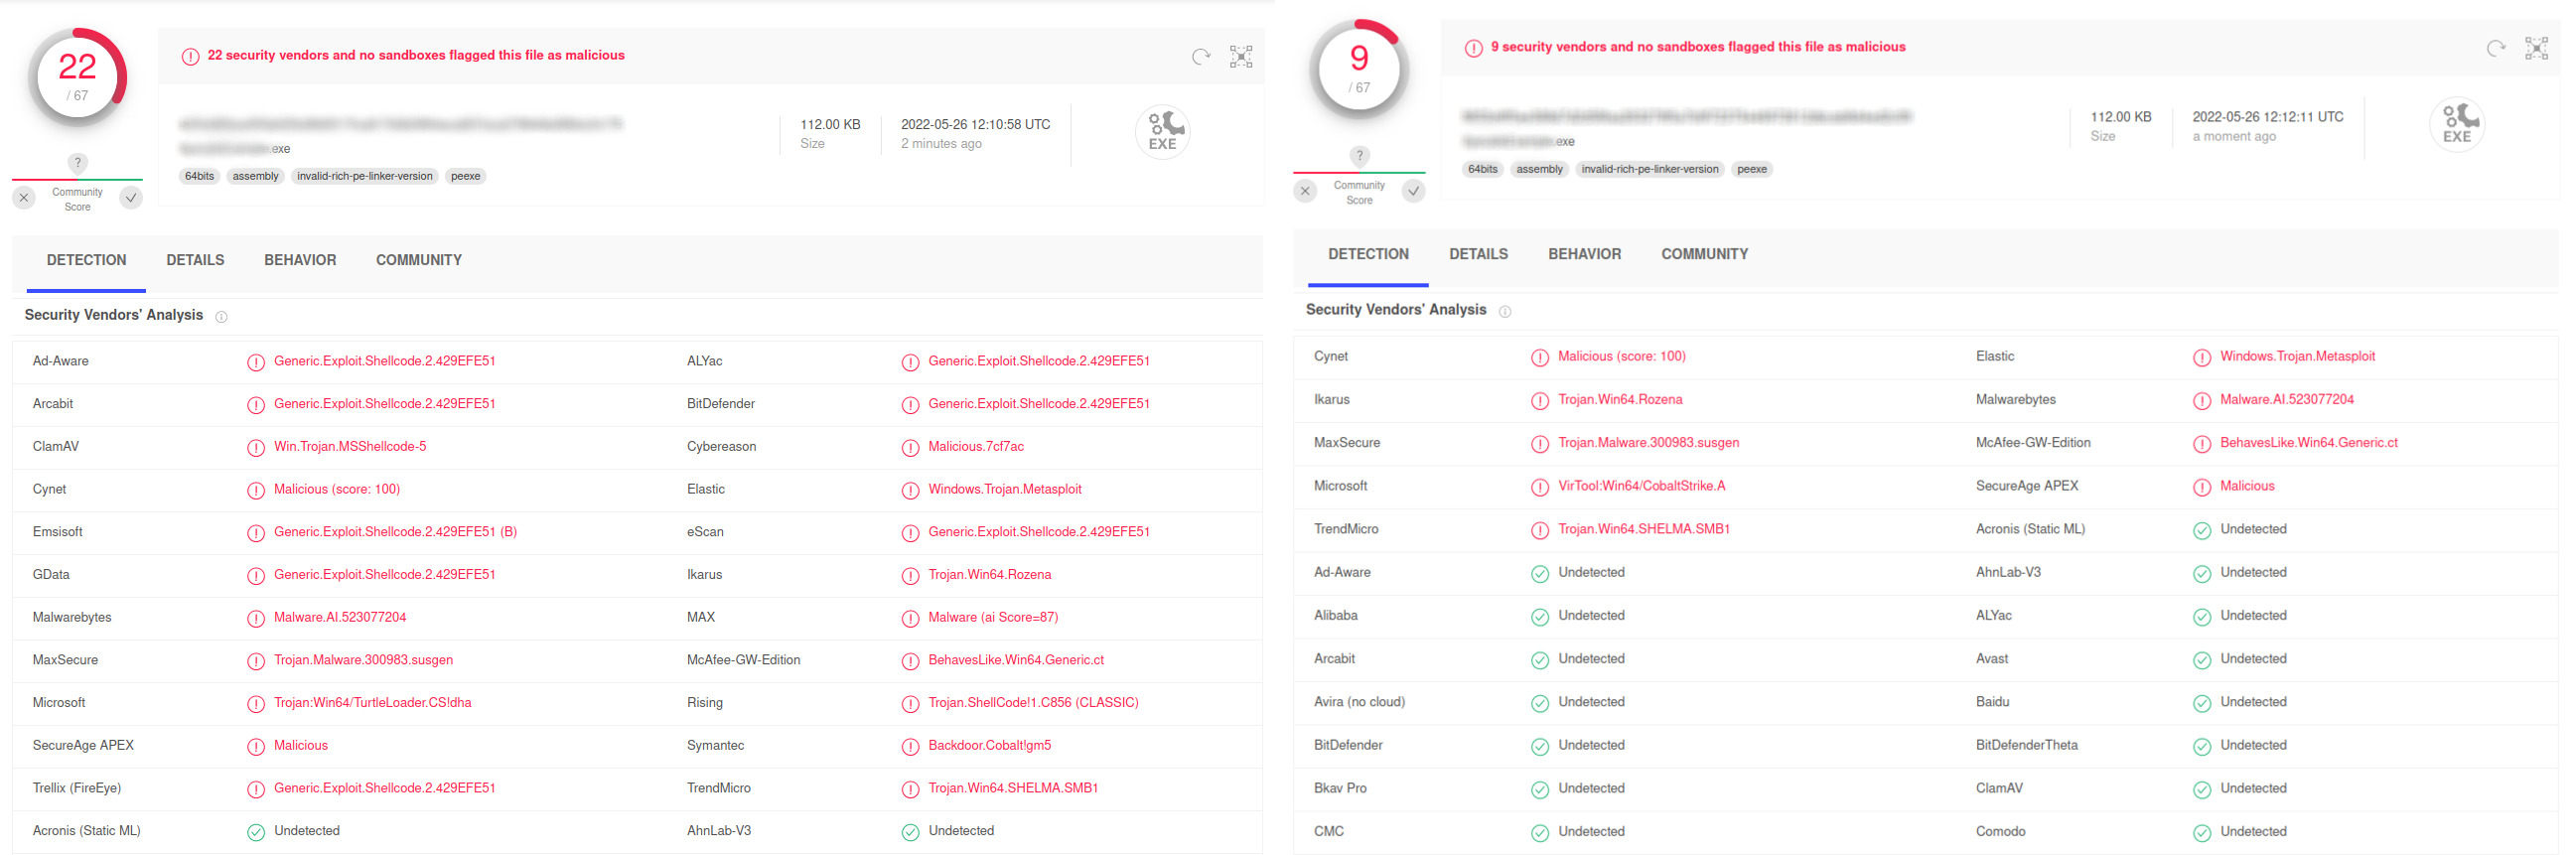 22
/ 67
22 security vendors and no sandboxes flagged this file as malicious
.exe
64bits assembly invalid-rich-pe-linker-version peexe
112.00 KB
Size
2022-05-26 12:10:58 UTC
2 minutes ago
EXE
?
Community
Score
DETECTION DETAILS BEHAVIOR COMMUNITY
Security Vendors' Analysis
Ad-Aware Generic.Exploit.Shellcode.2.429EFE51 ALYac Generic.Exploit.Shellcode.2.429EFE51
Arcabit Generic.Exploit.Shellcode.2.429EFE51 BitDefender Generic.Exploit.Shellcode.2.429EFE51
ClamAV Win.Trojan.MSShellcode-5 Cybereason Malicious.7cf7ac
Cynet Malicious (score: 100) Elastic Windows.Trojan.Metasploit
Emsisoft Generic.Exploit.Shellcode.2.429EFE51 (B) eScan Generic.Exploit.Shellcode.2.429EFE51
GData Generic.Exploit.Shellcode.2.429EFE51 Ikarus Trojan.Win64.Rozena
Malwarebytes Malware.AI.523077204 MAX Malware (ai Score=87)
MaxSecure Trojan.Malware.300983.susgen McAfee-GW-Edition BehavesLike.Win64.Generic.ct
Microsoft Trojan:Win64/TurtleLoader.CS!dha Rising Trojan.ShellCode!1.C856 (CLASSIC)
SecureAge APEX Malicious Symantec Backdoor.Cobalt!gm5
Trellix (FireEye) Generic.Exploit.Shellcode.2.429EFE51 TrendMicro Trojan.Win64.SHELMA.SMB1
Acronis (Static ML) Undetected AhnLab-V3 Undetected
9
/ 67
9 security vendors and no sandboxes flagged this file as malicious
.exe
64bits assembly invalid-rich-pe-linker-version peexe
112.00 KB
Size
2022-05-26 12:12:11 UTC
a moment ago
EXE
?
Community
Score
DETECTION DETAILS BEHAVIOR COMMUNITY
Security Vendors' Analysis
Cynet Malicious (score: 100) Elastic Windows.Trojan.Metasploit
Ikarus Trojan.Win64.Rozena Malwarebytes Malware.AI.523077204
MaxSecure Trojan.Malware.300983.susgen McAfee-GW-Edition BehavesLike.Win64.Generic.ct
Microsoft VirTool:Win64/CobaltStrike.A SecureAge APEX Malicious
TrendMicro Trojan.Win64.SHELMA.SMB1 Acronis (Static ML) Undetected
Ad-Aware Undetected AhnLab-V3 Undetected
Alibaba Undetected ALYac Undetected
Arcabit Undetected Avast Undetected
Avira (no cloud) Undetected Baidu Undetected
BitDefender Undetected BitDefenderTheta Undetected
Bkav Pro Undetected ClamAV Undetected
CMC Undetected Comodo Undetected